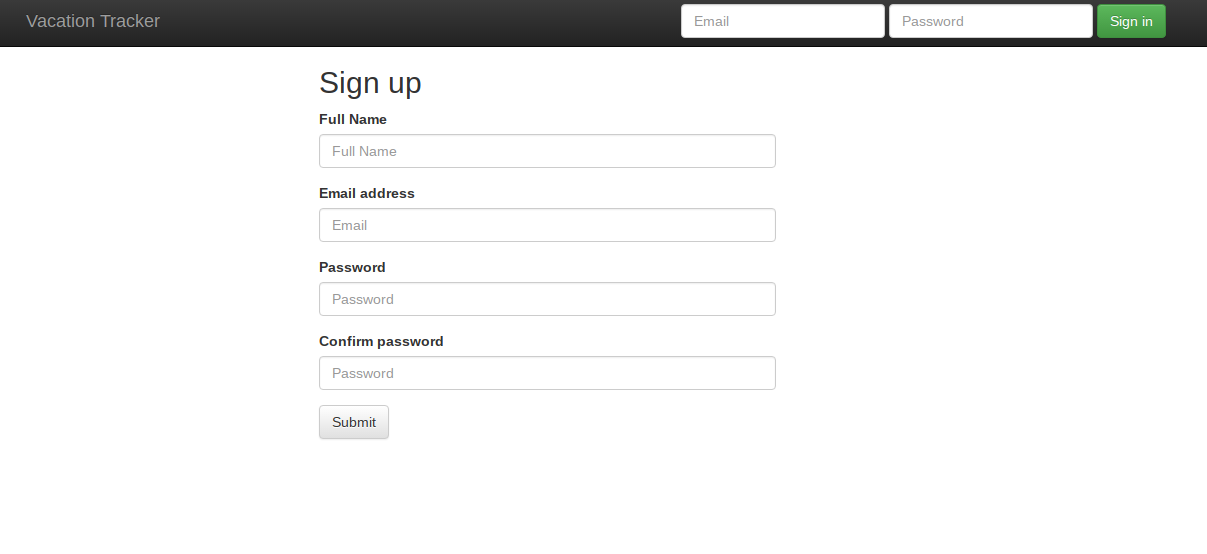 Vacation Tracker Email Password Sign in
Sign up
Full Name
Full Name
Email address
Email
Password
Password
Confirm password
Password
Submit